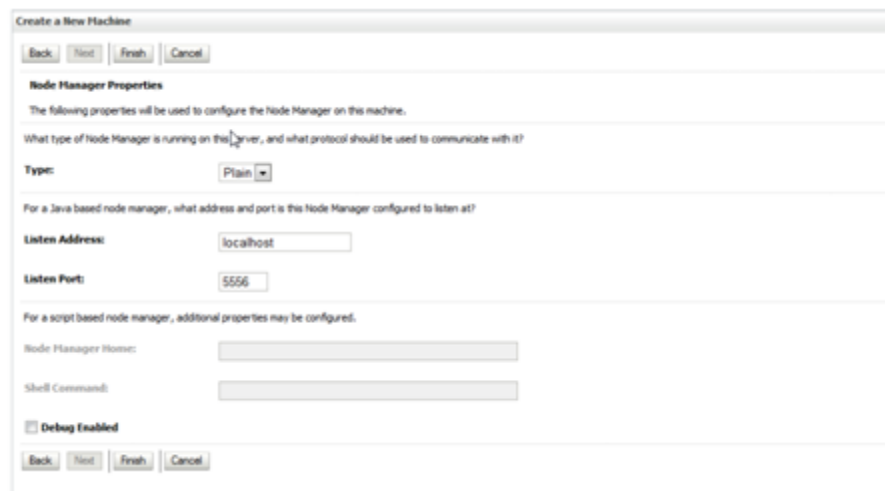 Create a New Machine
Back Next Finish Cancel
Node Manager Properties
The following properties will be used to configure the Node Manager on this machine.
What type of Node Manager is running on this server, and what protocol should be used to communicate with it?
Type: Plain
For a Java based node manager, what address and port is this Node Manager configured to listen at?
Listen Address: localhost
Listen Port: 5556
For a script based node manager, additional properties may be configured.
Node Manager Home:
Shell Command:
Debug Enabled
Back Next Finish Cancel